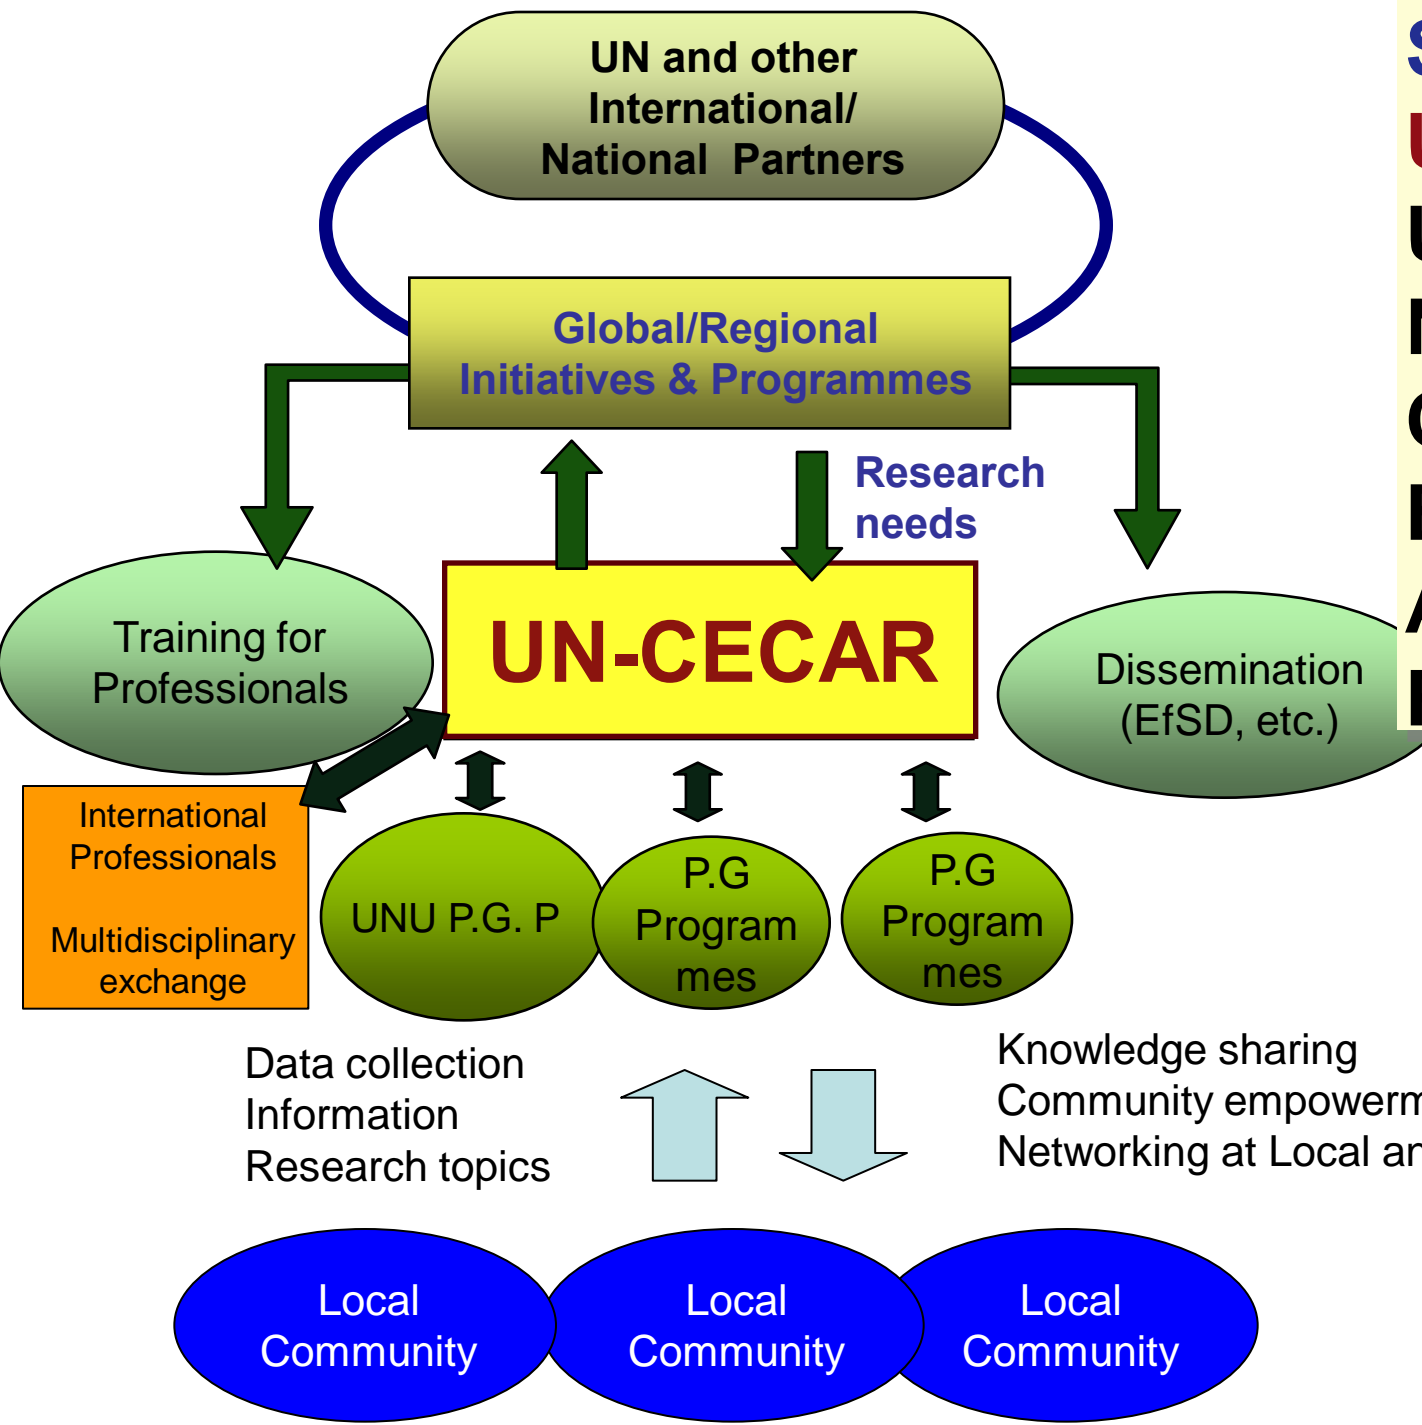 UN and other
International/
National Partners
Global/Regional
Initiatives & Programmes
Research
needs
UN-CECAR
Training for
Professionals
Dissemination
(EfSD, etc.)
International
Professionals
Multidisciplinary
exchange
UNU P.G. P
P.G
Program
mes
P.G
Program
mes
Data collection
Information
Research topics
Knowledge sharing
Community
Networking at Local
Local
Community
Local
Community
Local
Community